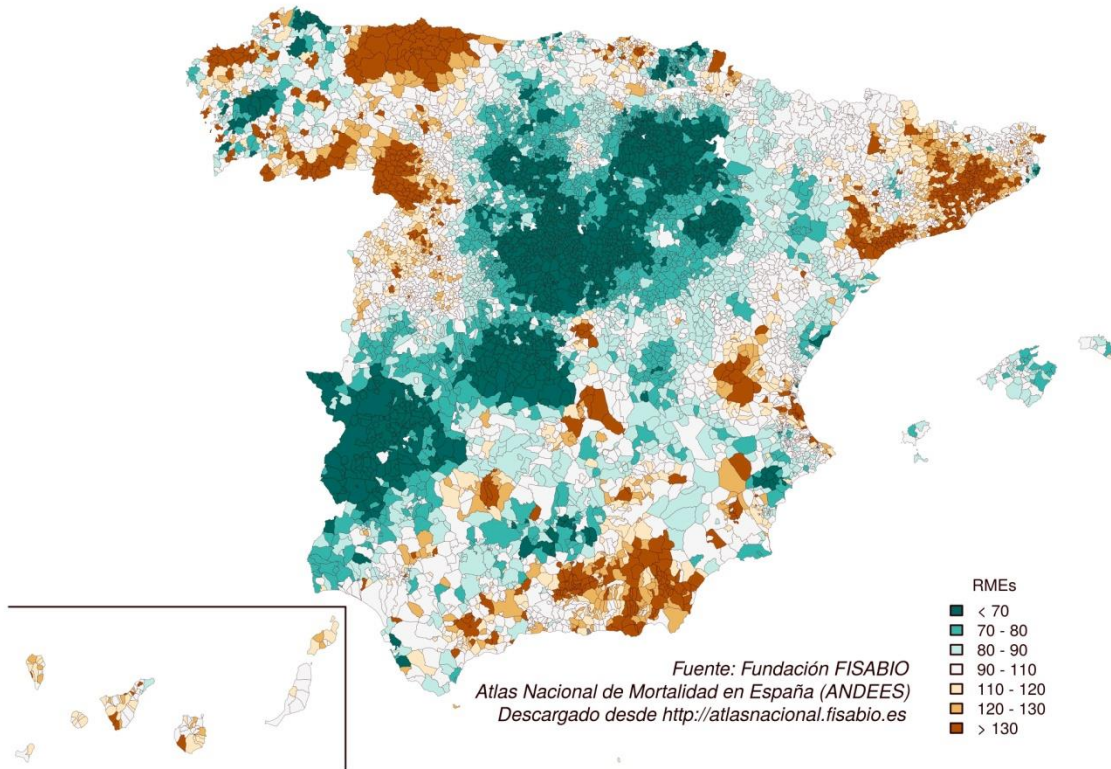 RMEs
< 70
70 - 80
80 - 90
90 - 110
110 - 120
120 - 130
> 130
Fuente: Fundación FISABIO
Atlas Nacional de Mortalidad en España (ANDEES)
Descargado desde http://atlasnacional.fisabio.es